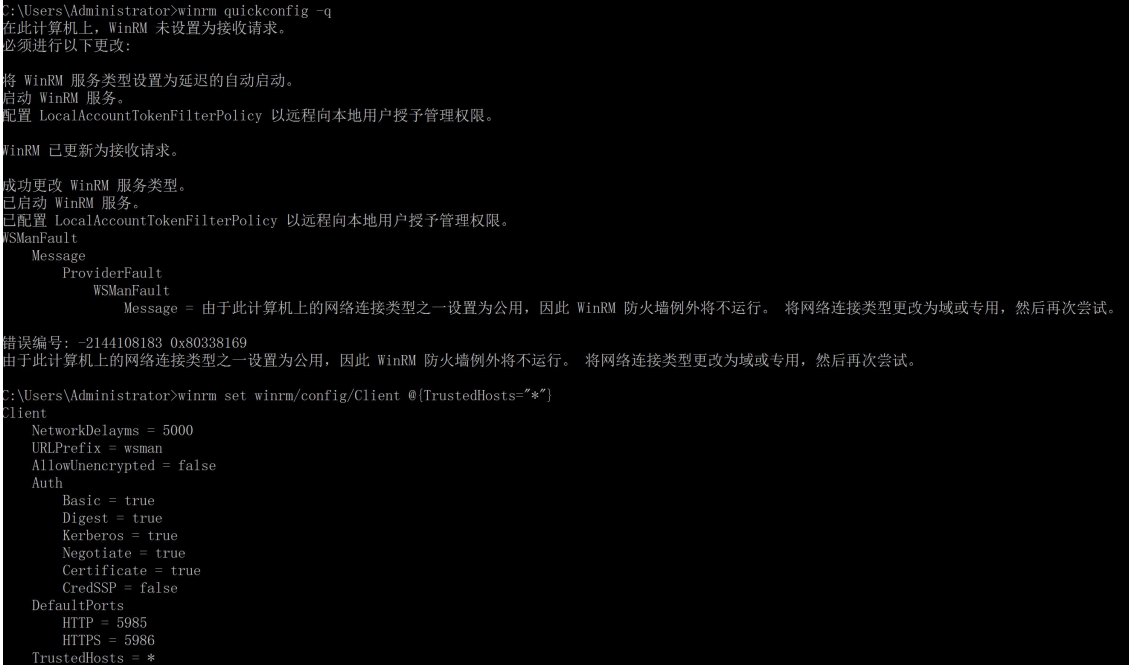 C:\Users\Administrator>winrm quickconfig -q
在此计算机上，WinRM 未设置为接收请求。
必须进行以下更改:
将 WinRM 服务类型设置为延迟的自动启动。
启动 WinRM 服务。
配置 LocalAccountTokenFilterPolicy 以远程向本地用户授予管理权限。
WinRM 已更新为接收请求。
成功更改 WinRM 服务类型。
已启动 WinRM 服务。
已配置 LocalAccountTokenFilterPolicy 以远程向本地用户授予管理权限。
WSManFault
Message
ProviderFault
WSManFault
Message = 由于此计算机上的网络连接类型之一设置为公用，因此 WinRM 防火墙例外将不运行。 将网络连接类型更改为域或专用，然后再次尝试。
错误编号: -2144108183 0x80338169
由于此计算机上的网络连接类型之一设置为公用，因此 WinRM 防火墙例外将不运行。 将网络连接类型更改为域或专用，然后再次尝试。
C:\Users\Administrator>winrm set winrm/config/Client @{TrustedHosts="*"}
Client
NetworkDelayms = 5000
URLPrefix = wsman
AllowUnencrypted = false
Auth
Basic = true
Digest = true
Kerberos = true
Negotiate = true
Certificate = true
CredSSP = false
DefaultPorts
HTTP = 5985
HTTPS = 5986
TrustedHosts = *